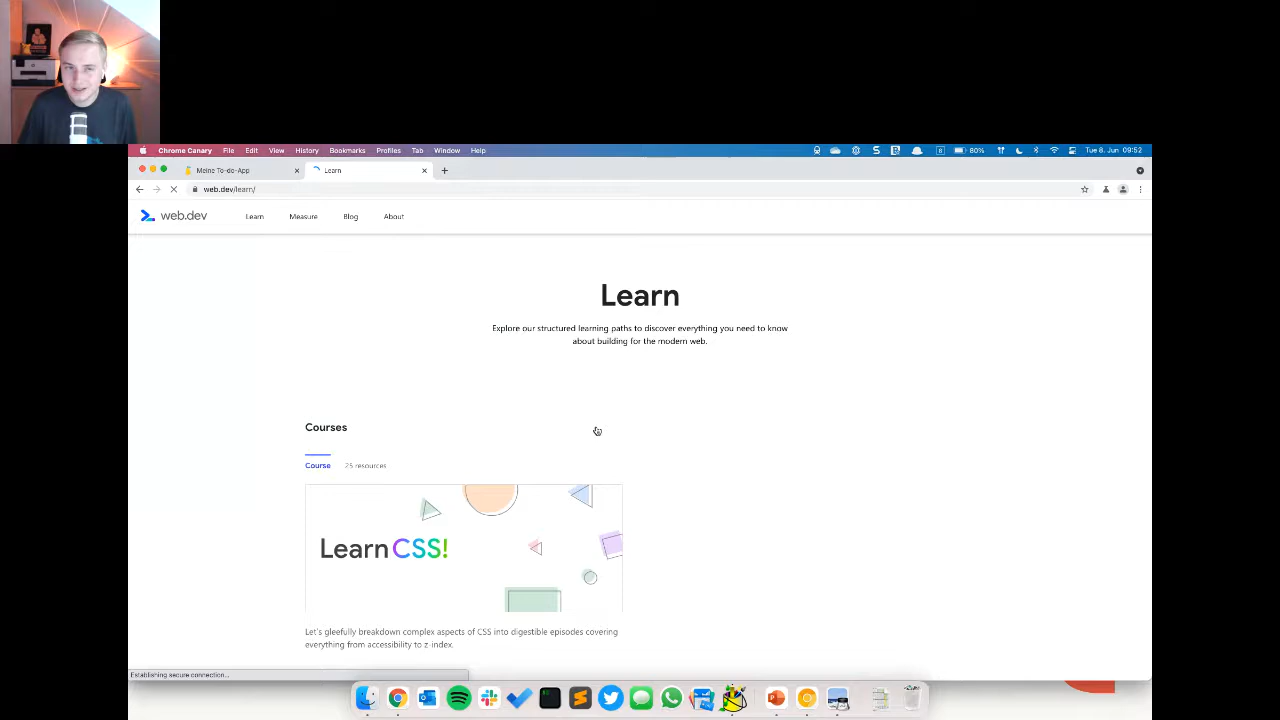 Chrome Canary File Edit View History Bookmarks Profiles Tab Window Help 80% Tue 8. Jun 09:52
Meine To-do-App Learn
web.dev/learn/
web.dev Learn Measure Blog About
Learn
Explore our structured learning paths to discover everything you need to know
about building for the modern web.
Courses
Course 25 resources
Learn CSS!
Let's gleefully breakdown complex aspects of CSS into digestible episodes covering
everything from accessibility to z-index.
Establishing secure connection...